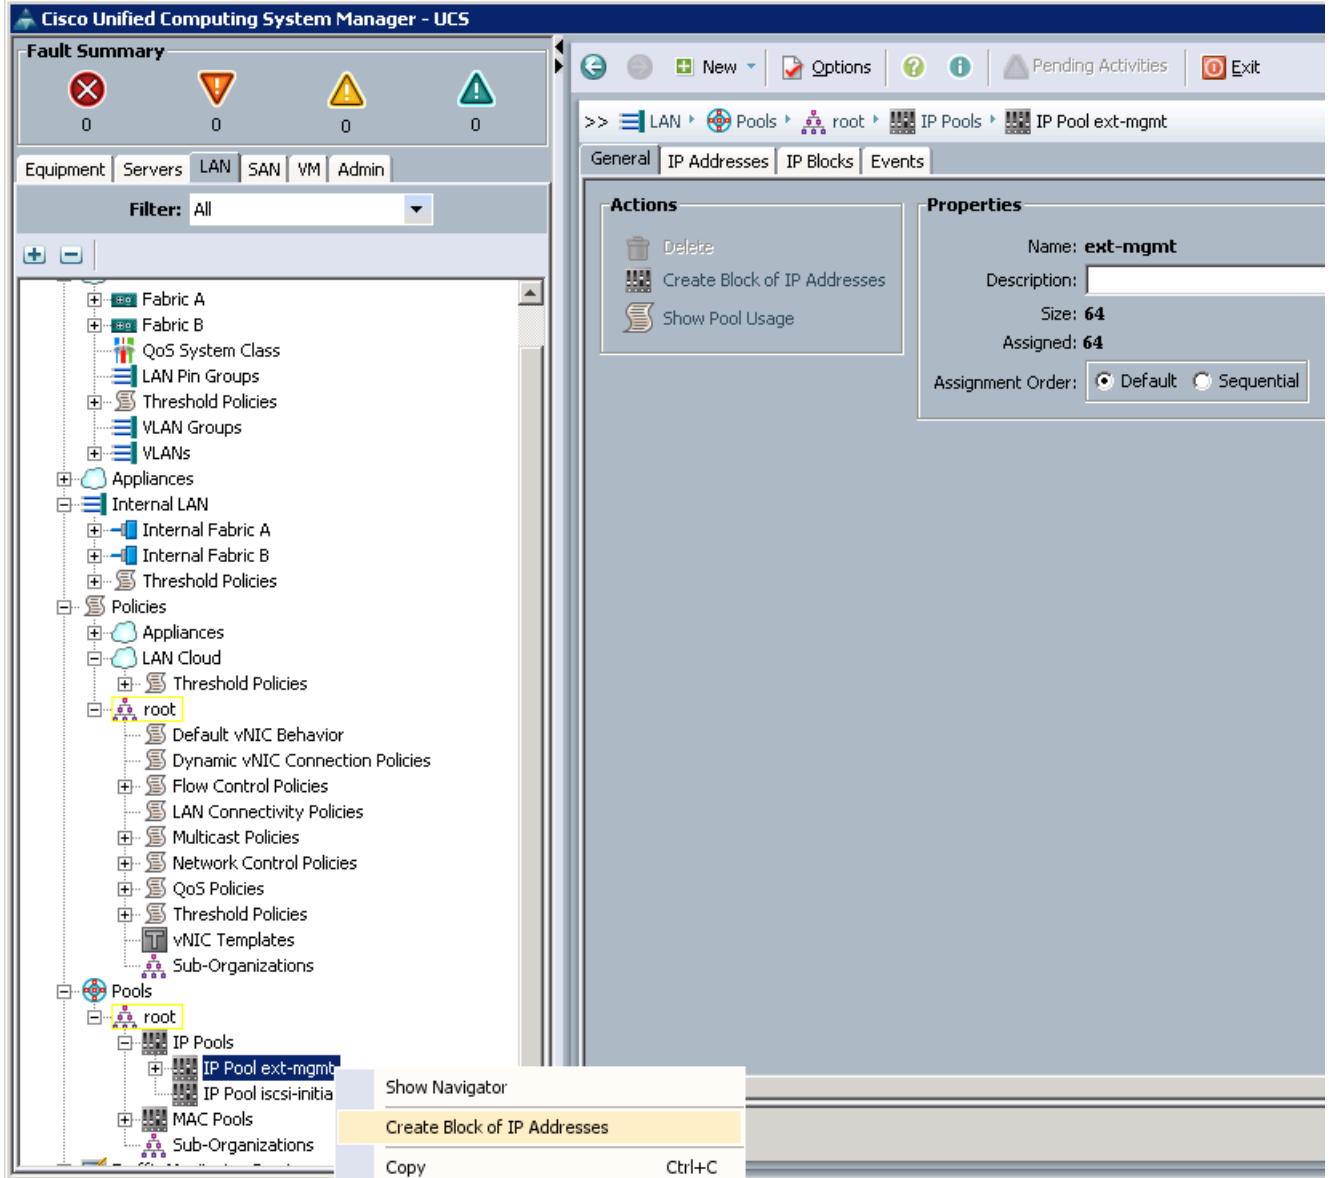 Cisco Unified Computing System Manager - UCS
Fault Summary
0 0 0 0
Equipment Servers LAN SAN VM Admin
Filter: All
Fabric A
Fabric B
QoS System Class
LAN Pin Groups
Threshold Policies
VLAN Groups
VLANs
Appliances
Internal LAN
Internal Fabric A
Internal Fabric B
Threshold Policies
Policies
Appliances
LAN Cloud
Threshold Policies
root
Default vNIC Behavior
Dynamic vNIC Connection Policies
Flow Control Policies
LAN Connectivity Policies
Multicast Policies
Network Control Policies
QoS Policies
Threshold Policies
vNIC Templates
Sub-Organizations
Pools
root
IP Pools
IP Pool ext-mgmt
IP Pool iscsi-initia
MAC Pools
Sub-Organizations
Show Navigator
Create Block of IP Addresses
Copy Ctrl+C
New Options Pending Activities Exit
>> LAN Pools root IP Pools IP Pool ext-mgmt
General IP Addresses IP Blocks Events
Actions
Delete
Create Block of IP Addresses
Show Pool Usage
Properties
Name: ext-mgmt
Description:
Size: 64
Assigned: 64
Assignment Order: Default Sequential